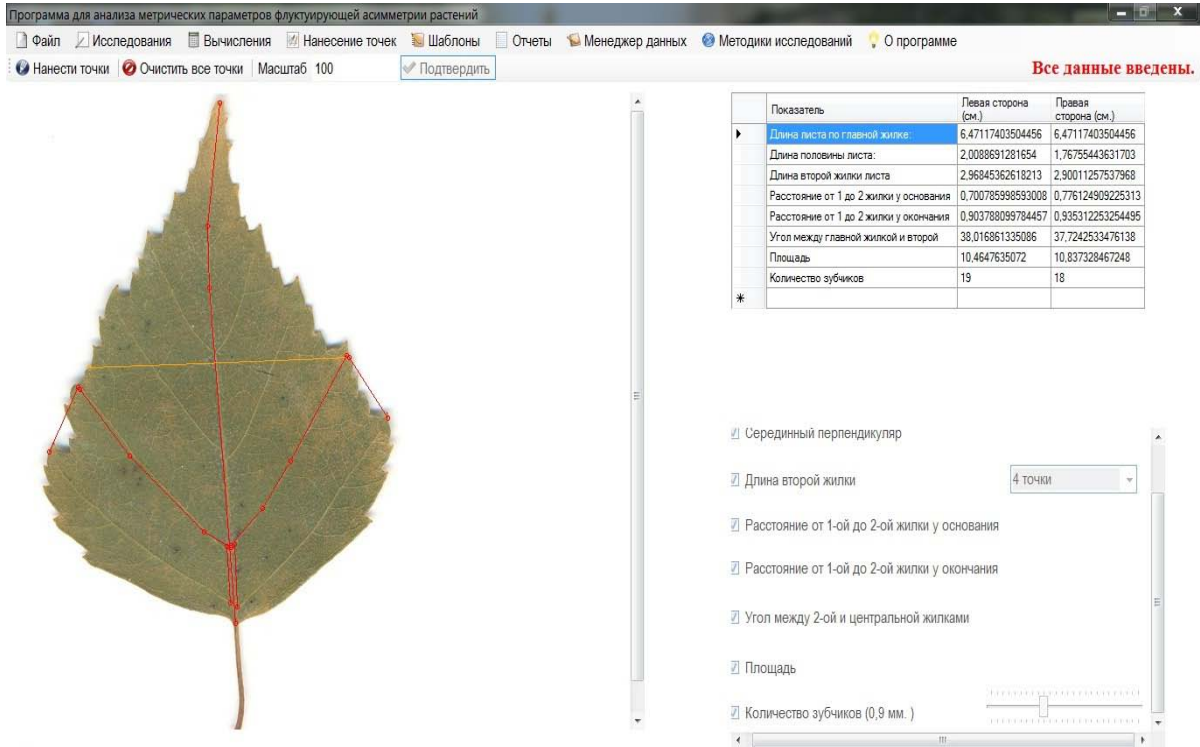 Программа для анализа метрических параметров флуктуирующей асимметрии растений
Файл Исследования Вычисления Нанесение точек Шаблоны Отчеты Менеджер данных Методики исследований О программе
Нанести точки Очистить все точки Масштаб 100 Подтвердить Все данные введены.
Показатель Левая сторона (см.) Правая сторона (см.)
Длина листа по главной жилке: 6,47117403504456 6,47117403504456
Длина половины листа: 2,0088691281654 1,76755443631703
Длина второй жилки листа 2,96845362618213 2,90011257537968
Расстояние от 1 до 2 жилки у основания 0,700785998593008 0,776124909225313
Расстояние от 1 до 2 жилки у окончания 0,903788099784457 0,935312253254495
Угол между главной жилкой и второй 38,016861335086 37,7242533476138
Площадь 10,4647635072 10,837328467248
Количество зубчиков 19 18
Серединный перпендикуляр
Длина второй жилки 4 точки
Расстояние от 1-ой до 2-ой жилки у основания
Расстояние от 1-ой до 2-ой жилки у окончания
Угол между 2-ой и центральной жилками
Площадь
Количество зубчиков (0,9 мм. )